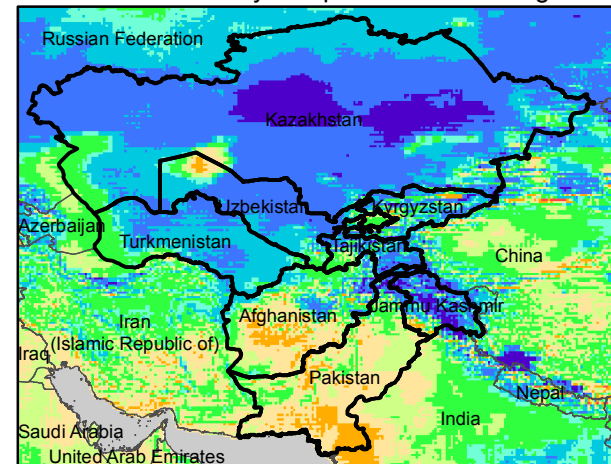 Russian Federation
Kazakhstan
Uzbekistan
Kyrgyzstan
Azerbaijan
Turkmenistan
Tajikistan
China
Iran
(Islamic Republic of)
Afghanistan
Jammu Kashmir
Iraq
Pakistan
Nepal
India
Saudi Arabia
United Arab Emirates